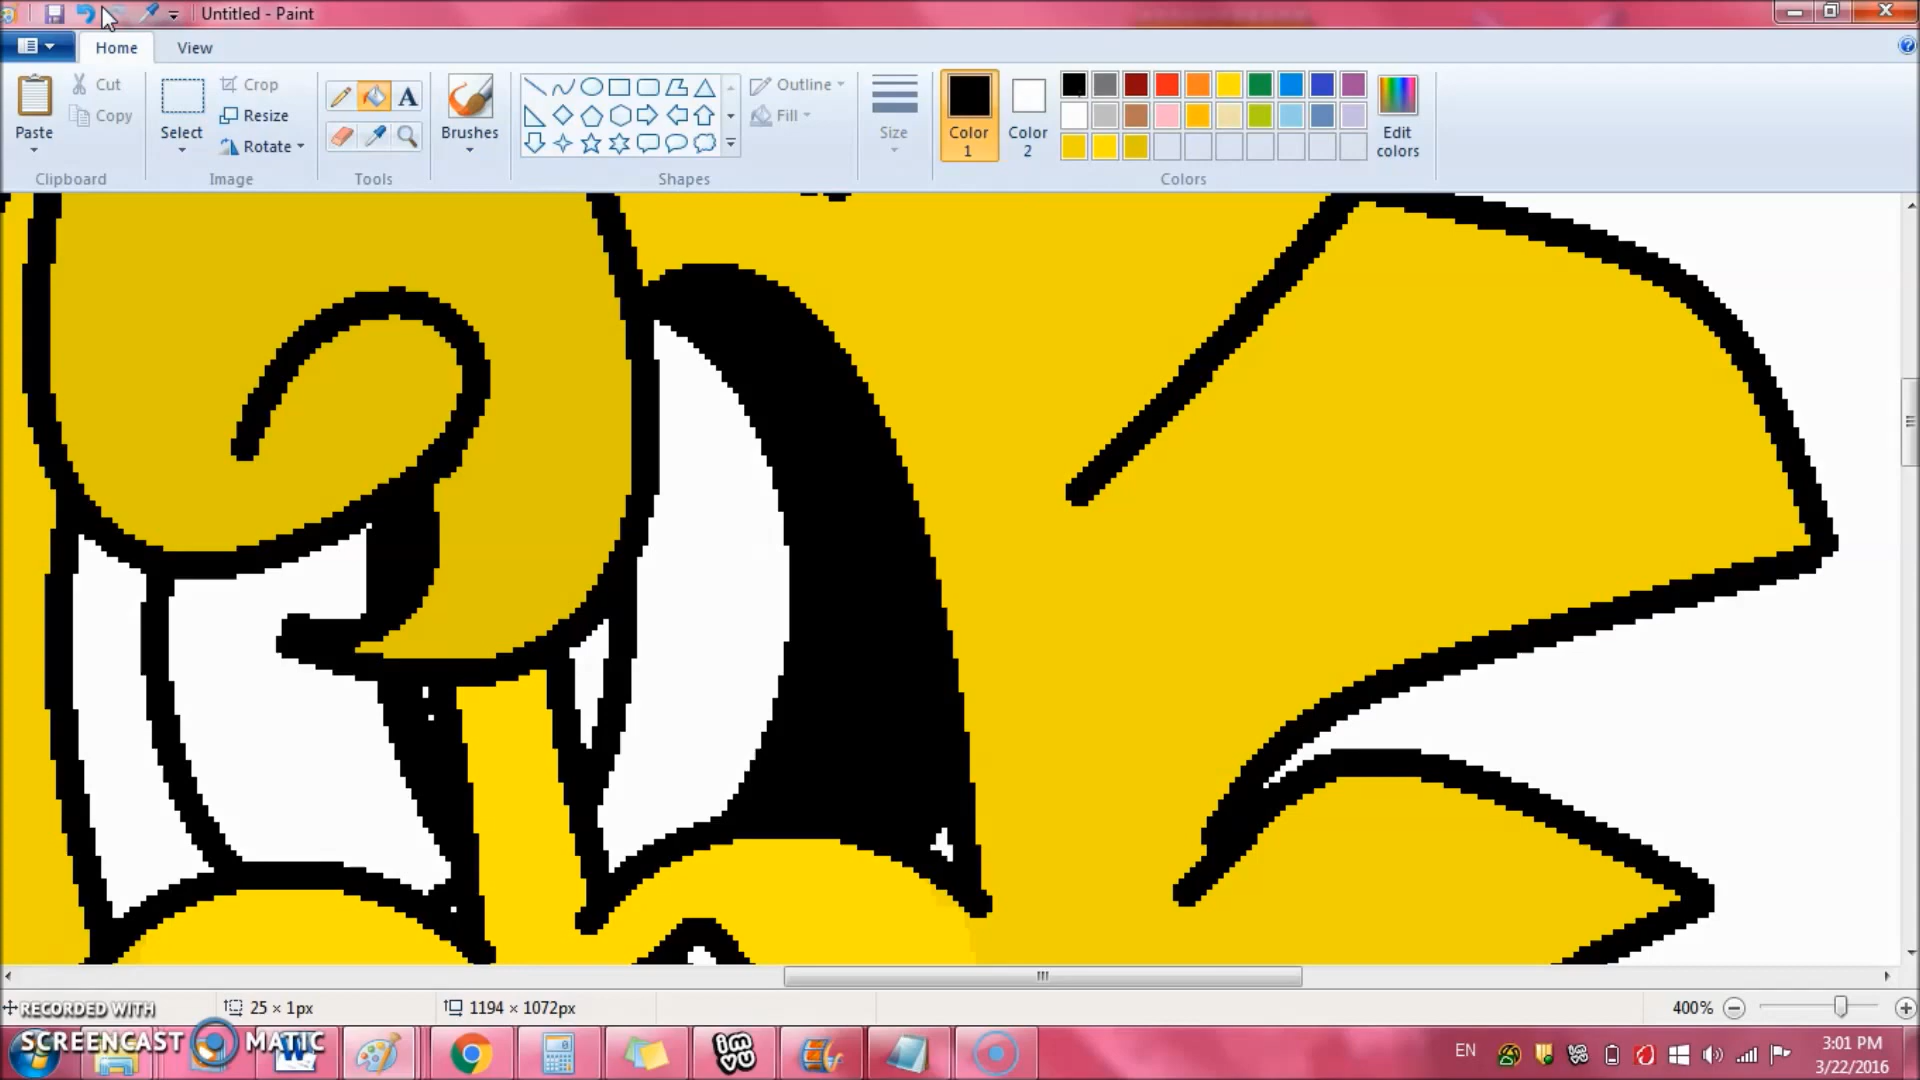 Untitled - Paint
Home View
Paste
Cut
Copy
Clipboard
Select
Crop
Resize
Rotate
Image
A
Tools
Brushes
Shapes
Outline
Fill
Size
Color 1
Color 2
Edit colors
Colors
25 × 1px
1194 × 1072px
400%
RECORDED WITH
SCREENCAST MATIC
W
imvu
EN
3:01 PM
3/22/2016